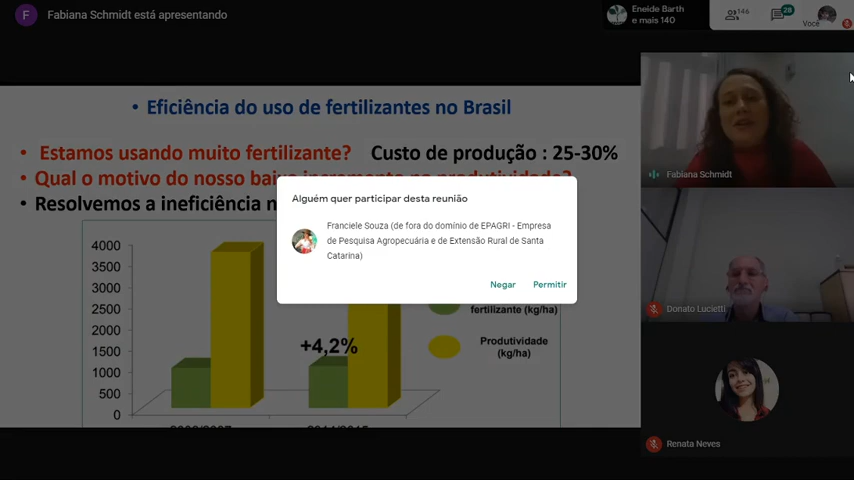 F Fabiana Schmidt está apresentando
Eneide Barth
e mais 140
146
28
Você
• Eficiência do uso de fertilizantes no Brasil
• Estamos usando muito fertilizante? Custo de produção : 25-30%
• Qual o motivo do nosso
• Resolvemos a ineficiência
Alguém quer participar desta reunião
Franciele Souza (de fora do domínio de EPAGRI - Empresa
de Pesquisa Agropecuária e de Extensão Rural de Santa
Catarina)
Negar Permitir
4000
3500
3000
2500
2000
1500
1000
500
0
+4,2%
fertilizante (kg/ha)
Produtividade
(kg/ha)
Fabiana Schmidt
Donato Lucietti
Renata Neves